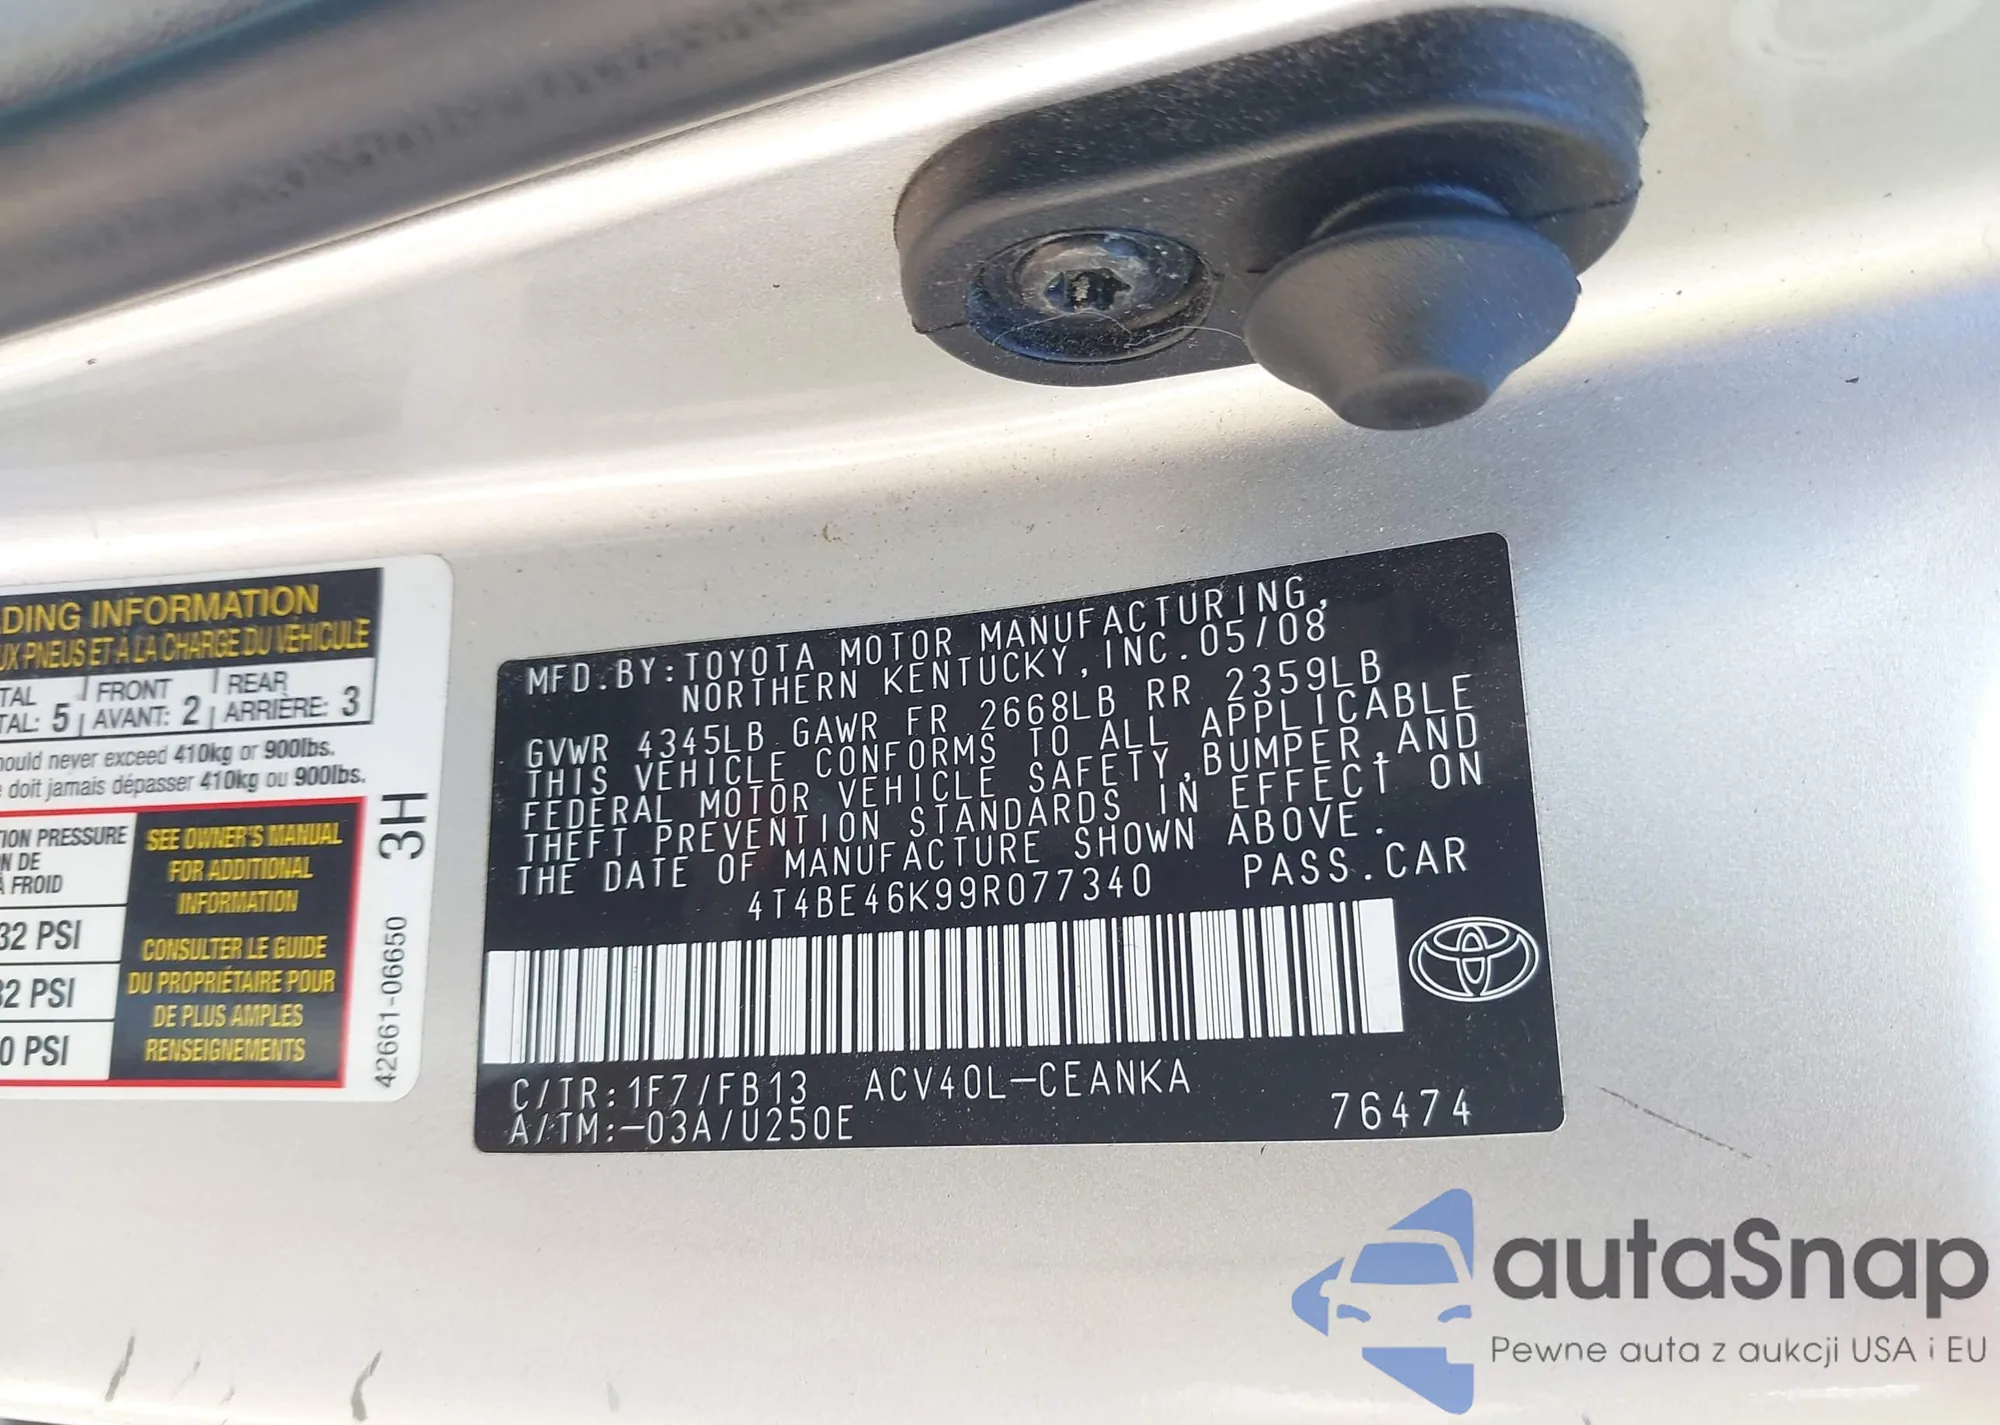 DING INFORMATION
UX PNEUS ET À LA CHARGE DU VÉHICULE
TAL FRONT REAR
TAL: 5 AVANT: 2 ARRIÈRE: 3
ould never exceed 410kg or 900lbs.
doit jamais dépasser 410kg ou 900lbs.
ION PRESSURE
N DE
À FROID
32 PSI
32 PSI
0 PSI
SEE OWNER'S MANUAL
FOR ADDITIONAL
INFORMATION
CONSULTER LE GUIDE
DU PROPRIÉTAIRE POUR
DE PLUS AMPLES
RENSEIGNEMENTS
3H
42661-06650
MFD.BY:TOYOTA MOTOR MANUFACTURING,
NORTHERN KENTUCKY,INC.05/08
GVWR 4345LB GAWR FR 2668LB RR 2359LB
THIS VEHICLE CONFORMS TO ALL APPLICABLE
FEDERAL MOTOR VEHICLE SAFETY,BUMPER,AND
THEFT PREVENTION STANDARDS IN EFFECT ON
THE DATE OF MANUFACTURE SHOWN ABOVE.
4T4BE46K99R077340 PASS.CAR
C/TR:1F7/FB13 ACV40L-CEANKA
A/TM:-03A/U250E 76474
autaSnap
Pewne auta z aukcji USA i EU